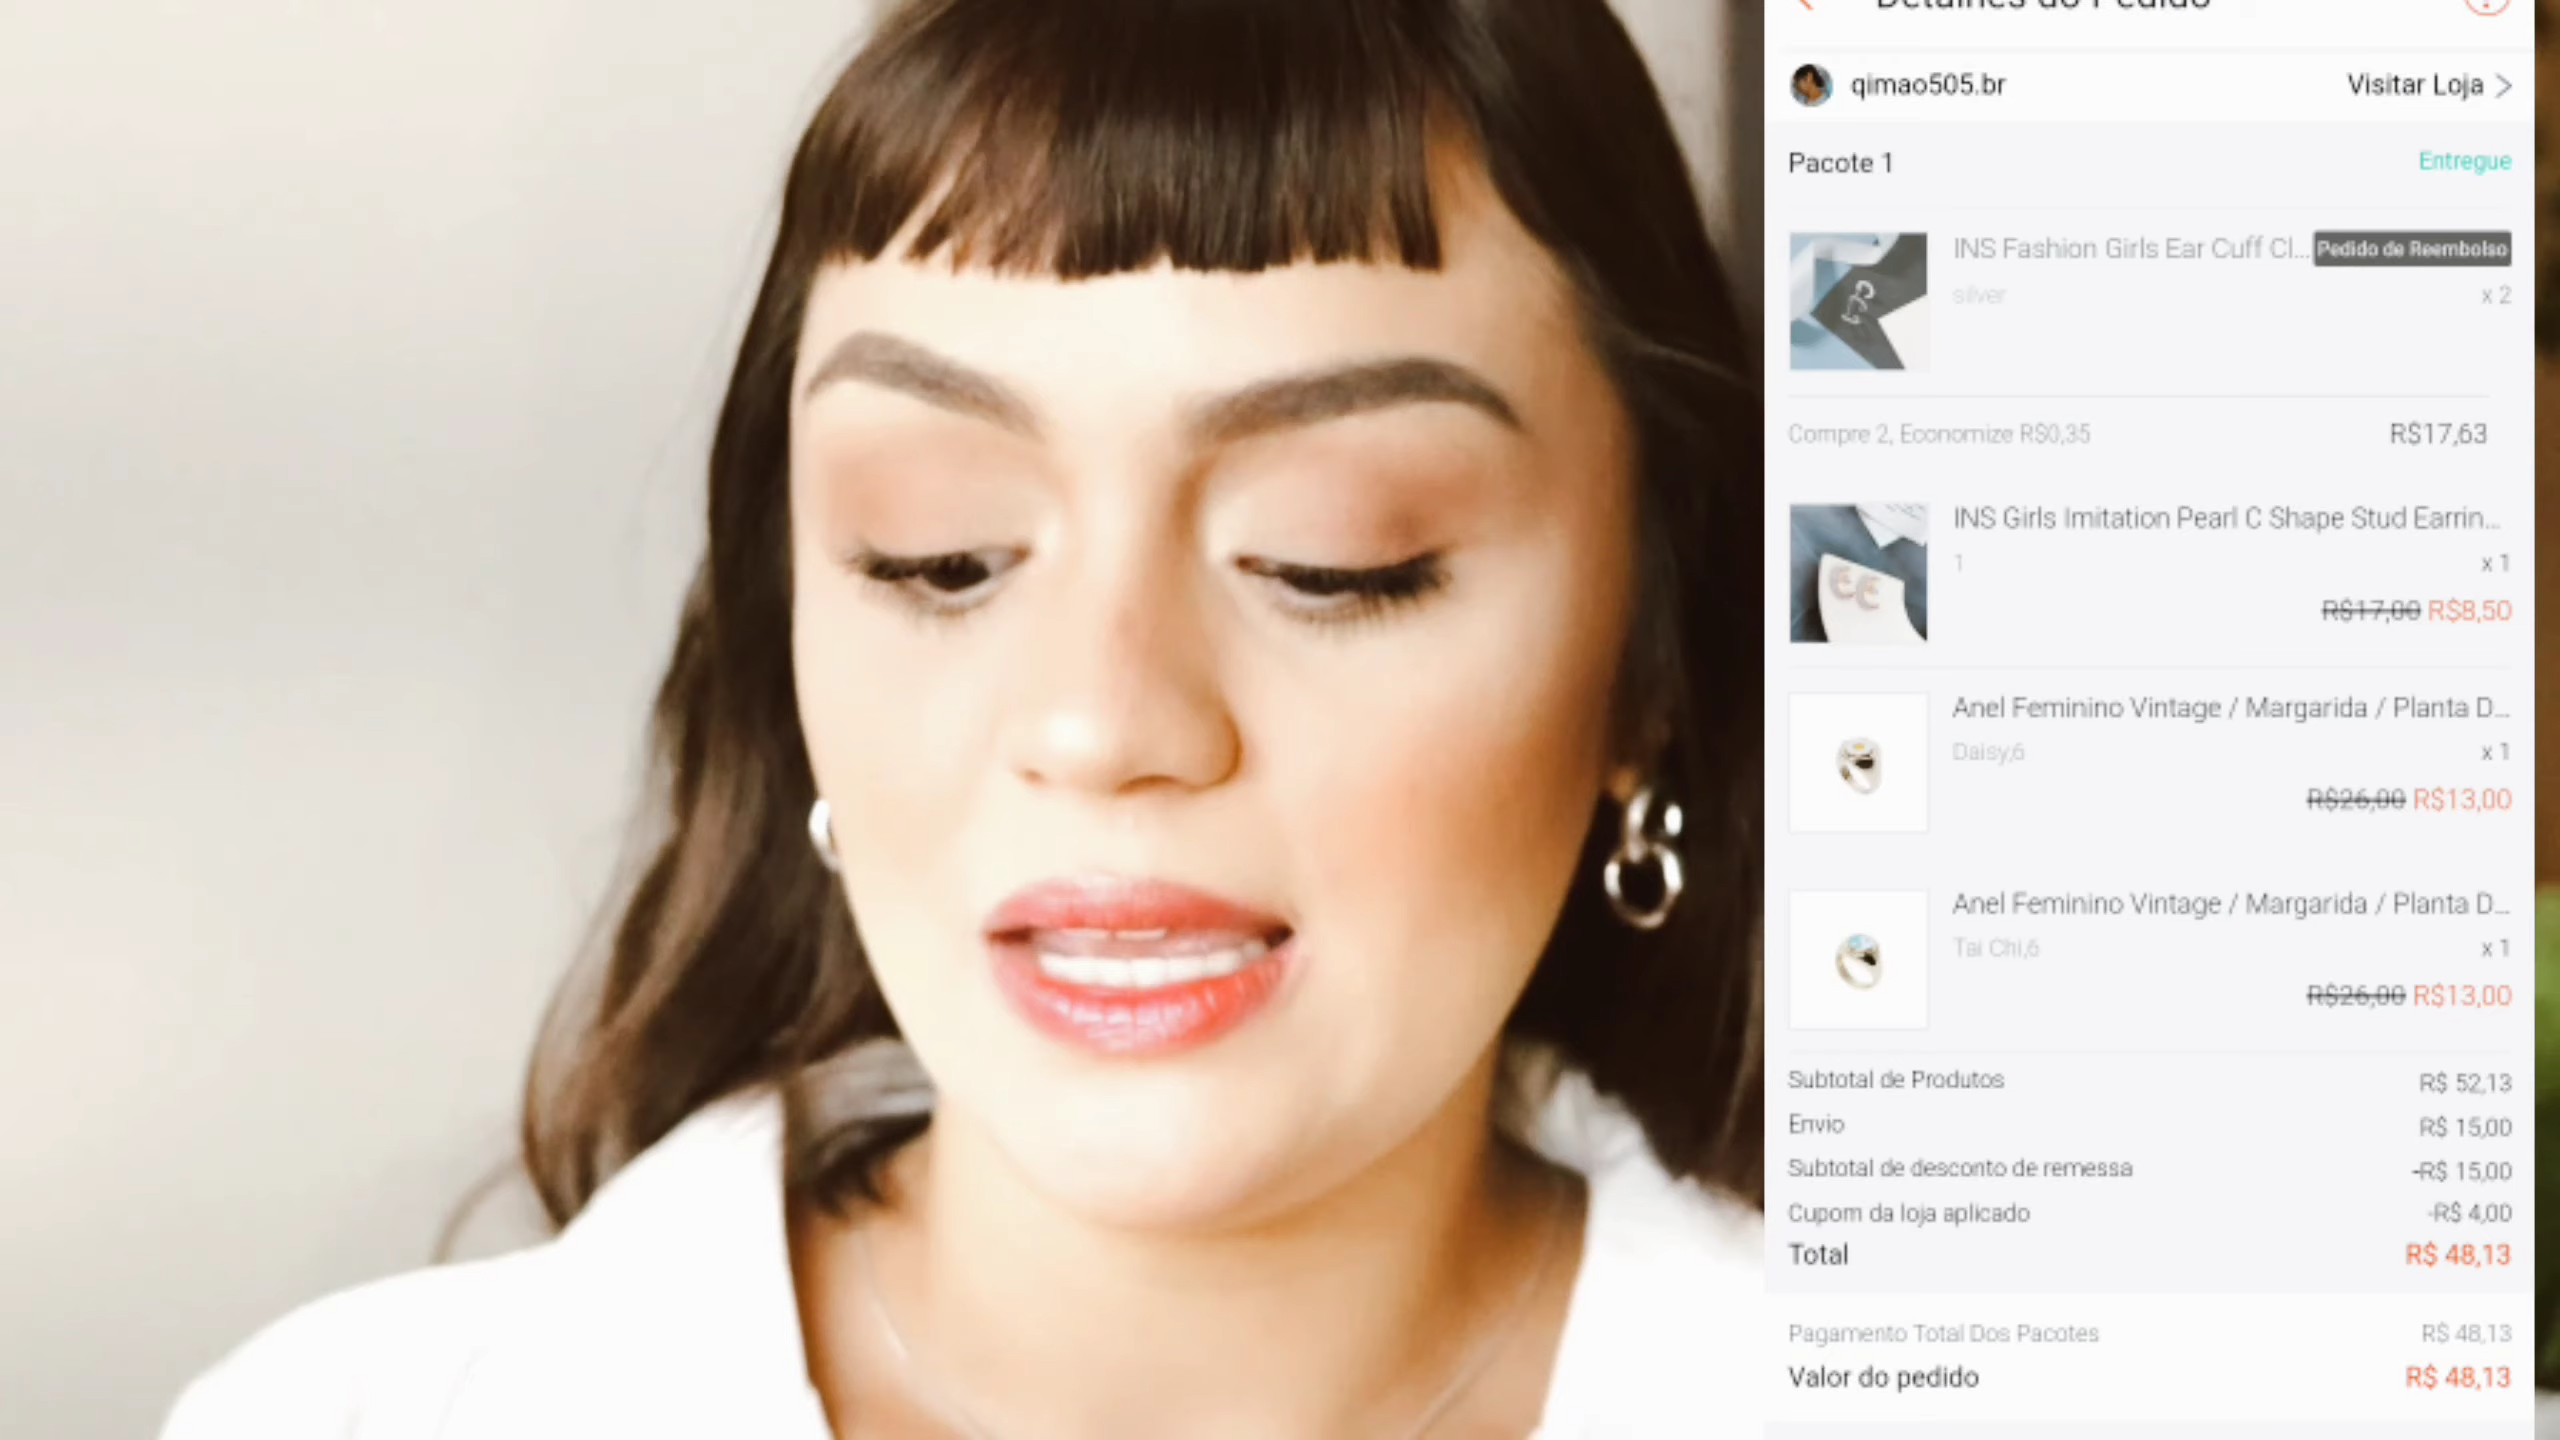 Detalhes do Pedido
qimao505.br
Visitar Loja >
Pacote 1
Entregue
INS Fashion Girls Ear Cuff Cl...
Pedido de Reembolso
silver
x 2
Compre 2, Economize R$0,35
R$17,63
INS Girls Imitation Pearl C Shape Stud Earrin...
1
x 1
R$17,00 R$8,50
Anel Feminino Vintage / Margarida / Planta D...
Daisy,6
x 1
R$26,00 R$13,00
Anel Feminino Vintage / Margarida / Planta D...
Tai Chi,6
x 1
R$26,00 R$13,00
Subtotal de Produtos
R$ 52,13
Envio
R$ 15,00
Subtotal de desconto de remessa
-R$ 15,00
Cupom da loja aplicado
-R$ 4,00
Total
R$ 48,13
Pagamento Total Dos Pacotes
R$ 48,13
Valor do pedido
R$ 48,13